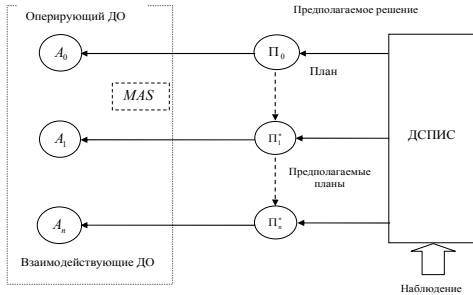 Оперирующий ДО
Предполагаемое решение
A₀
П₀
План
MAS
ДСПИС
A₁
П₁*
Предполагаемые
планы
Aₙ
Пₙ*
Взаимодействующие ДО
Наблюдение